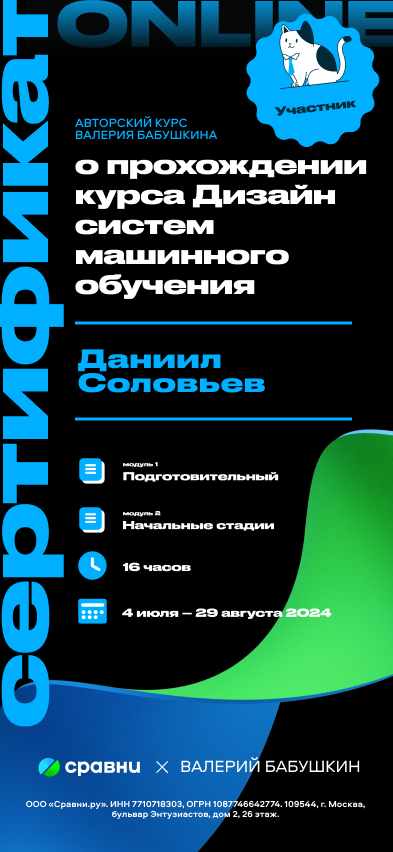 ONLINE
сертификат
Участник
АВТОРСКИЙ КУРС
ВАЛЕРИЯ БАБУШКИНА
о прохождении
курса Дизайн
систем
машинного
обучения
Даниил
Соловьев
модуль 1
Подготовительный
модуль 2
Начальные стадии
16 часов
4 июля – 29 августа 2024
сравни × ВАЛЕРИЙ БАБУШКИН
ООО «Сравни.ру». ИНН 7710718303, ОГРН 1087746642774. 109544, г. Москва,
бульвар Энтузиастов, дом 2, 26 этаж.